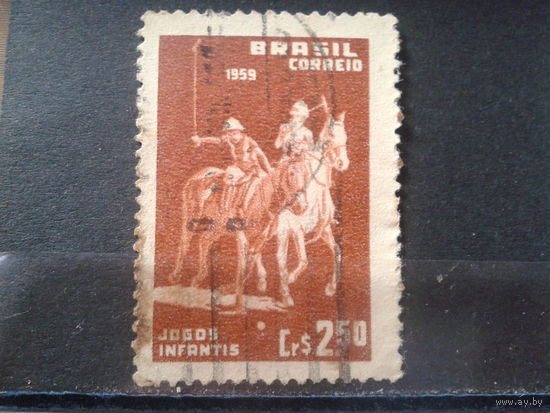 BRASIL
CORREIO
1959
JOGOS
INFANTIS
Cr$2.50
www.ay.by